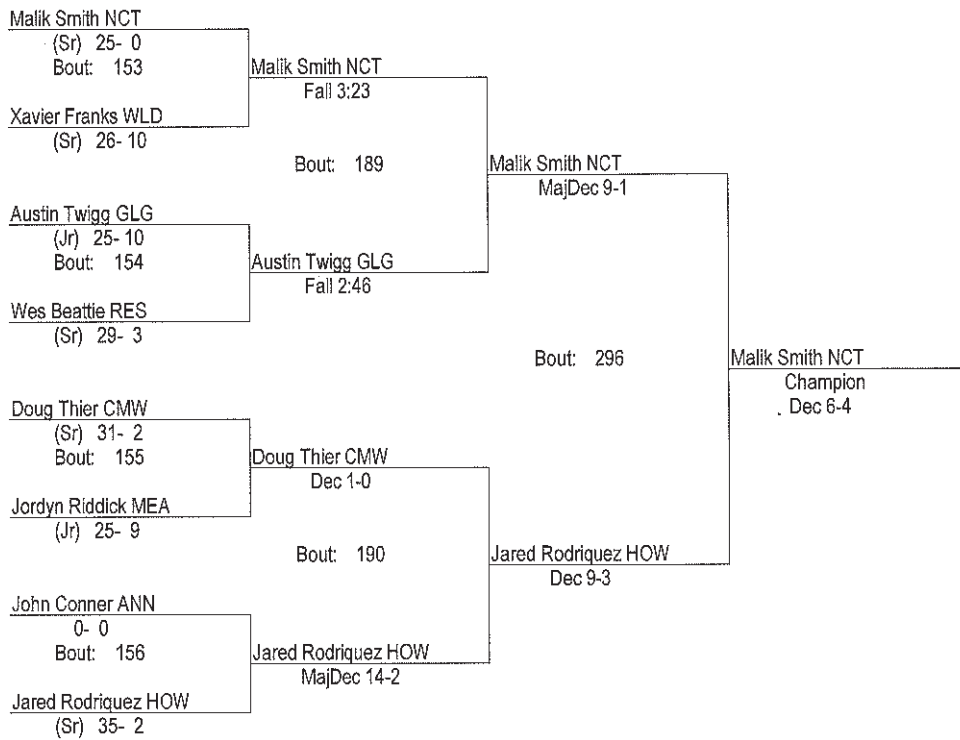 Malik Smith NCT
(Sr) 25- 0
Bout: 153
Xavier Franks WLD
(Sr) 26- 10
Austin Twigg GLG
(Jr) 25- 10
Bout: 154
Wes Beattie RES
(Sr) 29- 3
Doug Thier CMW
(Sr) 31- 2
Bout: 155
Jordyn Riddick MEA
(Jr) 25- 9
John Conner ANN
0- 0
Bout: 156
Jared Rodriquez HOW
(Sr) 35- 2
Malik Smith NCT
Fall 3:23
Bout: 189
Austin Twigg GLG
Fall 2:46
Doug Thier CMW
Dec 1-0
Bout: 190
Jared Rodriquez HOW
MajDec 14-2
Malik Smith NCT
MajDec 9-1
Bout: 296
Jared Rodriquez HOW
Dec 9-3
Malik Smith NCT
Champion
Dec 6-4